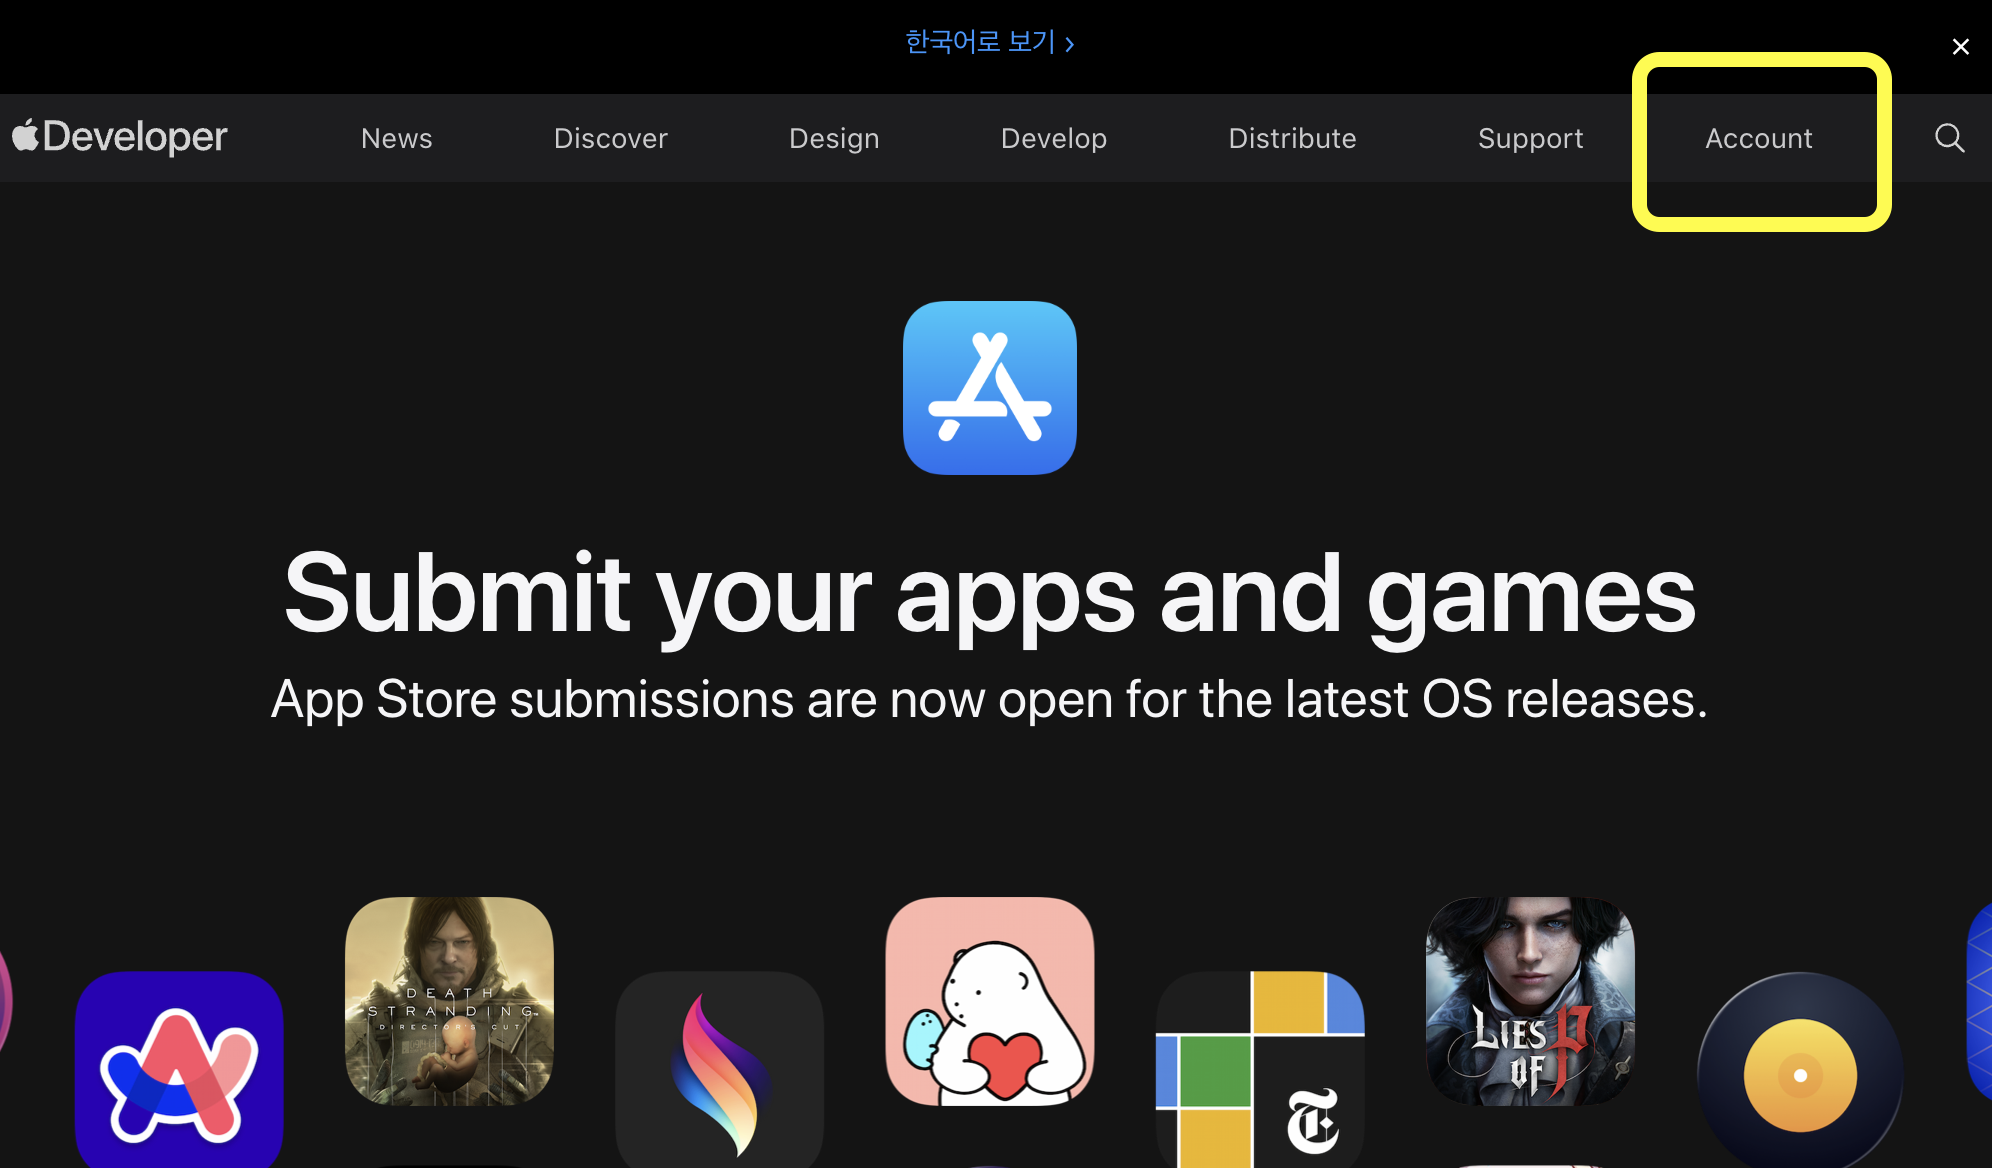 한국어로 보기 ›
Developer
News
Discover
Design
Develop
Distribute
Support
Account
Submit your apps and games
App Store submissions are now open for the latest OS releases.
DEATH
STRANDING
DIRECTOR'S CUT
LIES
OF P
T